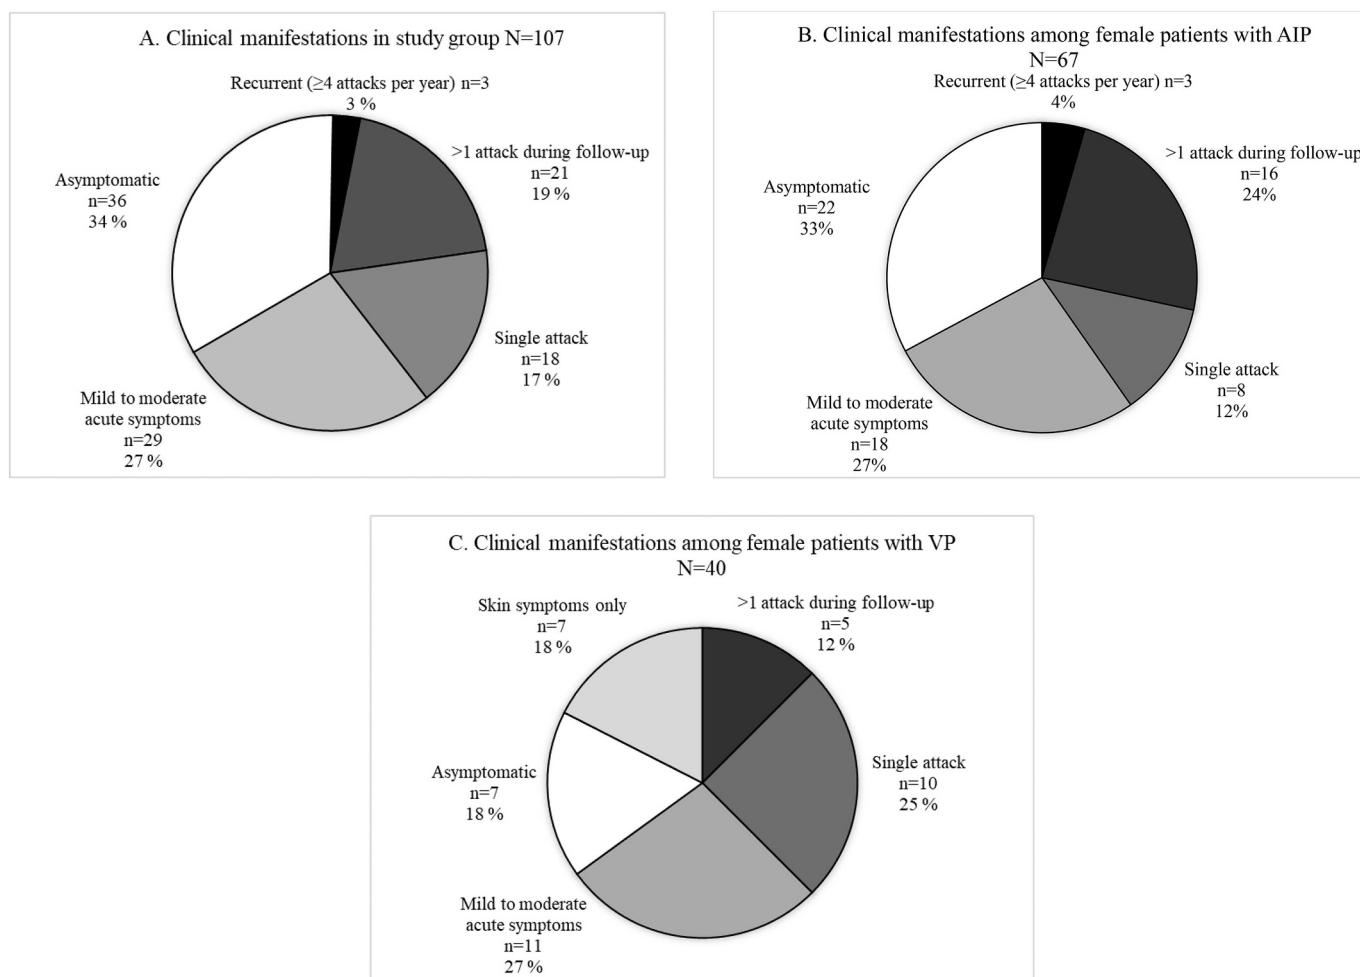 A. Clinical manifestations in study group N=107
Recurrent (≥4 attacks per year) n=3
3 %
>1 attack during follow-up
n=21
19 %
Single attack
n=18
17 %
Mild to moderate
acute symptoms
n=29
27 %
Asymptomatic
n=36
34 %
B. Clinical manifestations among female patients with AIP
N=67
Recurrent (≥4 attacks per year) n=3
4%
>1 attack during follow-up
n=16
24%
Single attack
n=8
12%
Mild to moderate
acute symptoms
n=18
27%
Asymptomatic
n=22
33%
C. Clinical manifestations among female patients with VP
N=40
>1 attack during follow-up
n=5
12 %
Single attack
n=10
25 %
Mild to moderate
acute symptoms
n=11
27 %
Asymptomatic
n=7
18 %
Skin symptoms only
n=7
18 %